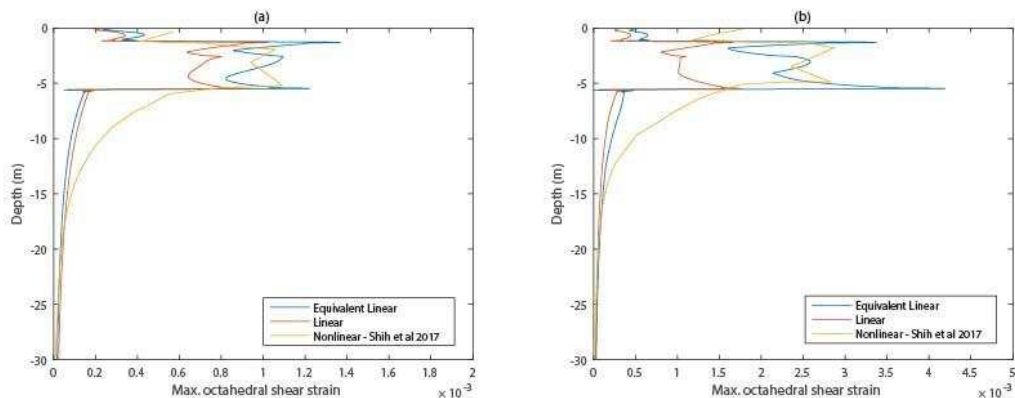 (a)
0
-5
-10
-15
-20
-25
-30
Depth (m)
0 0.2 0.4 0.6 0.8 1 1.2 1.4 1.6 1.8 2
Max. octahedral shear strain
× 10⁻³
Equivalent Linear
Linear
Nonlinear - Shih et al 2017
(b)
0
-5
-10
-15
-20
-25
-30
Depth (m)
0 0.5 1 1.5 2 2.5 3 3.5 4 4.5 5
Max. octahedral shear strain
× 10⁻³
Equivalent Linear
Linear
Nonlinear - Shih et al 2017